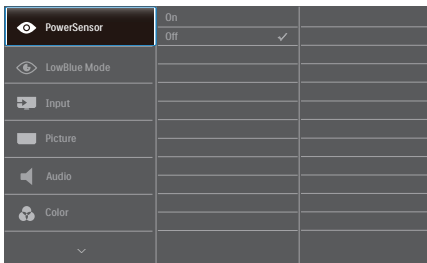 PowerSensor
On
Off
LowBlue Mode
Input
Picture
Audio
Color